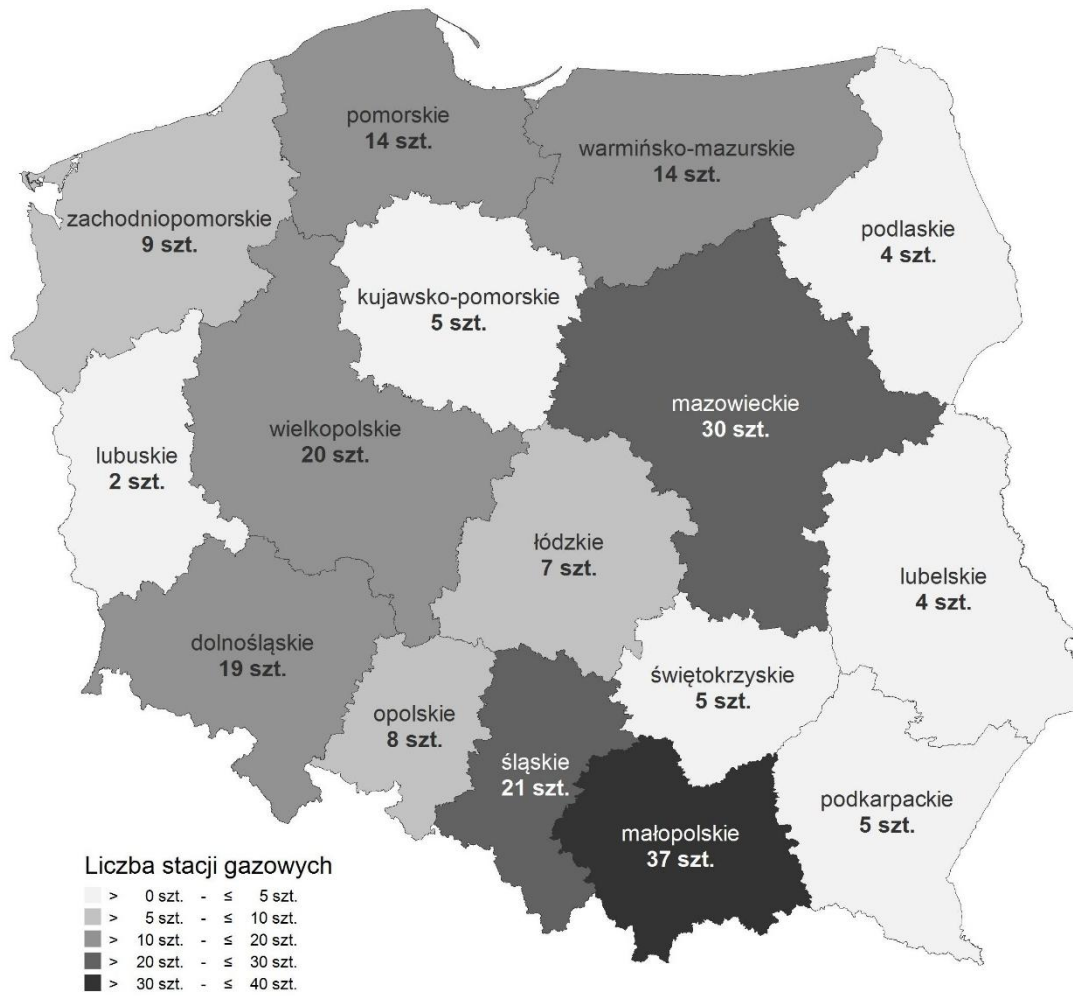 pomorskie
14 szt.
warmińsko-mazurskie
14 szt.
zachodniopomorskie
9 szt.
podlaskie
4 szt.
kujawsko-pomorskie
5 szt.
mazowieckie
30 szt.
wielkopolskie
20 szt.
lubuskie
2 szt.
łódzkie
7 szt.
lubelskie
4 szt.
dolnośląskie
19 szt.
świętokrzyskie
5 szt.
opolskie
8 szt.
śląskie
21 szt.
podkarpackie
5 szt.
małopolskie
37 szt.
Liczba stacji gazowych
> 0 szt. - ≤ 5 szt.
> 5 szt. - ≤ 10 szt.
> 10 szt. - ≤ 20 szt.
> 20 szt. - ≤ 30 szt.
> 30 szt. - ≤ 40 szt.